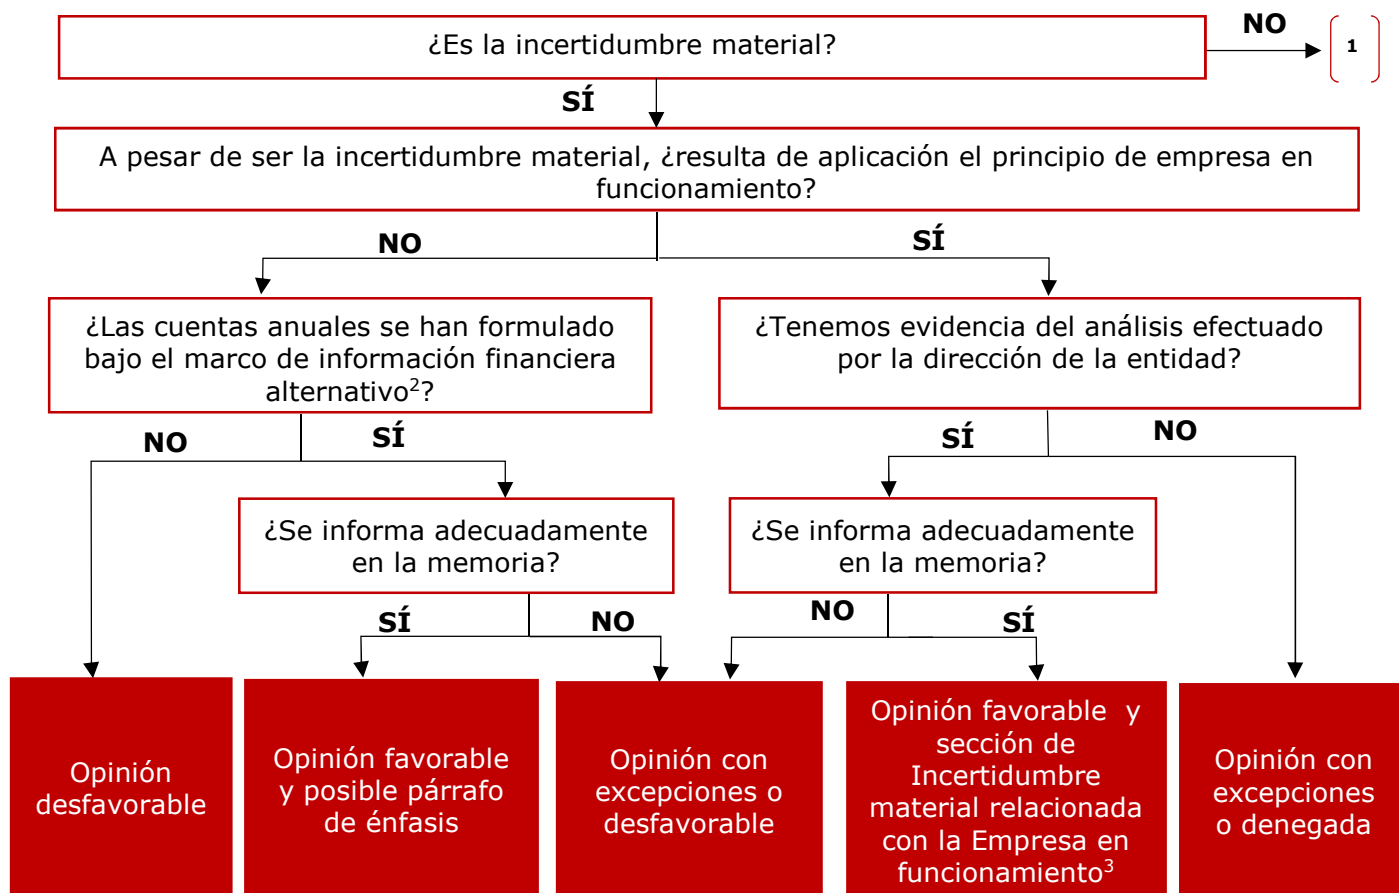 ¿Es la incertidumbre material?
NO
1
SÍ
A pesar de ser la incertidumbre material, ¿resulta de aplicación el principio de empresa en
funcionamiento?
NO
SÍ
¿Las cuentas anuales se han formulado
bajo el marco de información financiera
alternativo2?
¿Tenemos evidencia del análisis efectuado
por la dirección de la entidad?
NO
SÍ
SÍ
NO
¿Se informa adecuadamente
en la memoria?
¿Se informa adecuadamente
en la memoria?
SÍ
NO
NO
SÍ
Opinión
desfavorable
Opinión favorable
y posible párrafo
de énfasis
Opinión con
excepciones o
desfavorable
Opinión favorable y
sección de
Incertidumbre
material relacionada
con la Empresa en
funcionamiento3
Opinión con
excepciones
o denegada